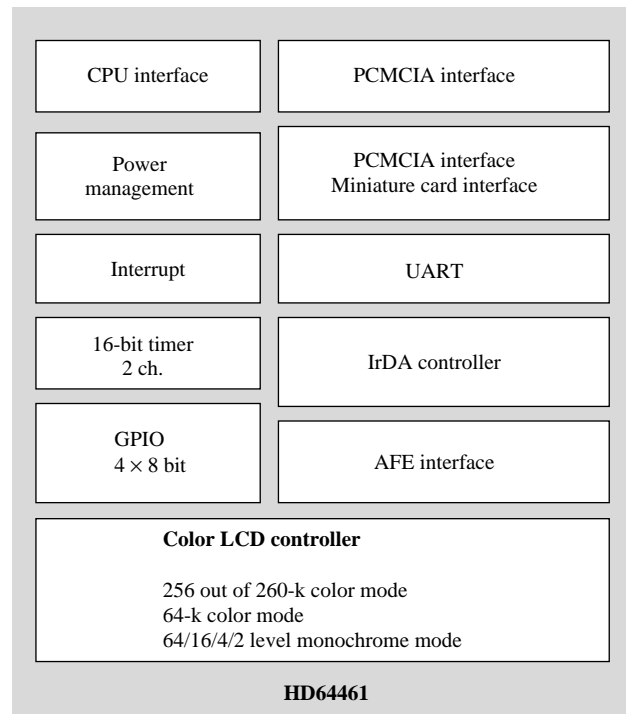 CPU interface
PCMCIA interface
Power
management
PCMCIA interface
Miniature card interface
Interrupt
UART
16-bit timer
2 ch.
IrDA controller
GPIO
4 × 8 bit
AFE interface
Color LCD controller
256 out of 260-k color mode
64-k color mode
64/16/4/2 level monochrome mode
HD64461